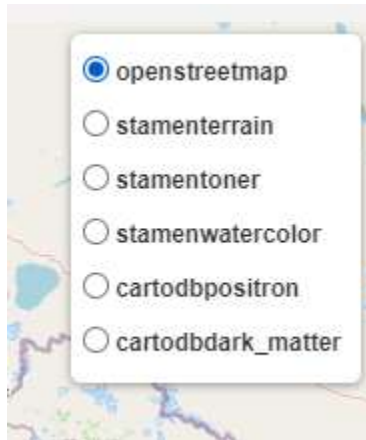 openstreetmap
stamenterrain
stamentoner
stamenwatercolor
cartodbpositron
cartodbdark_matter